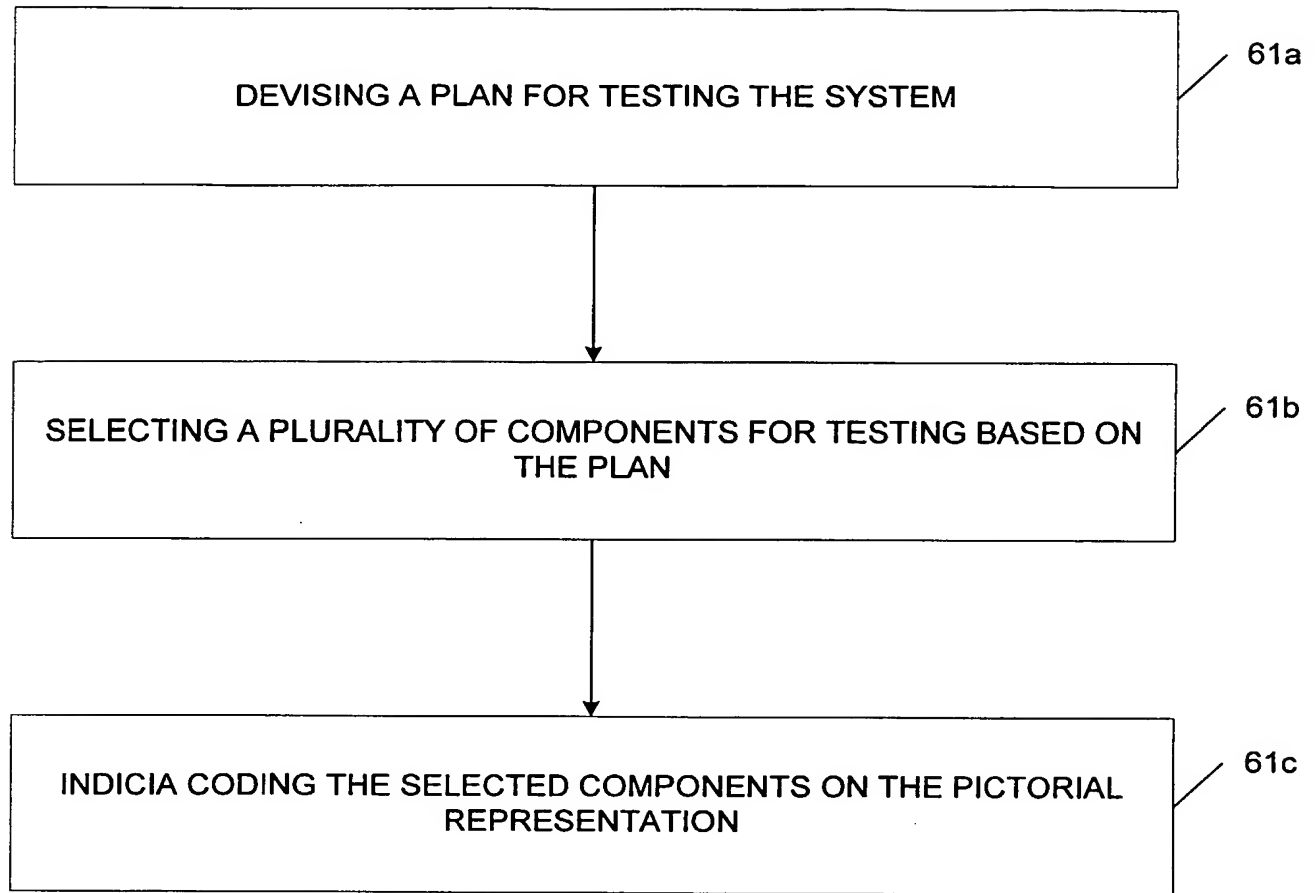 DEVISING A PLAN FOR TESTING THE SYSTEM
61a
SELECTING A PLURALITY OF COMPONENTS FOR TESTING BASED ON
THE PLAN
61b
INDICIA CODING THE SELECTED COMPONENTS ON THE PICTORIAL
REPRESENTATION
61c